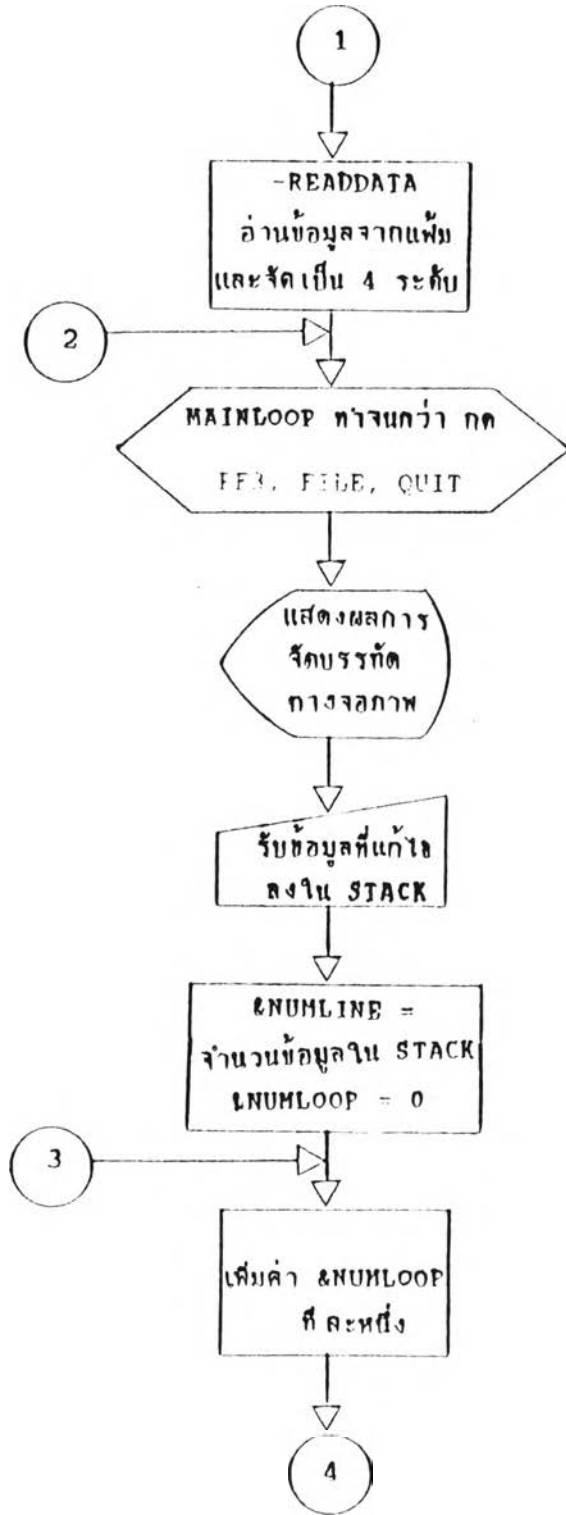 1
-READDATA
อ่านข้อมูลจากแฟ้ม
และจัดเป็น 4 ระดับ
2
MAINLOOP ทำจนกว่า กด
PF3, FILE, QUIT
แสดงผลการ
จัดบรรทัด
ทางจอภาพ
รับข้อมูลที่แก้ไข
ลงใน STACK
&NUMLINE =
จำนวนข้อมูลใน STACK
&NUMLOOP = 0
3
เพิ่มค่า &NUMLOOP
ทีละหนึ่ง
4